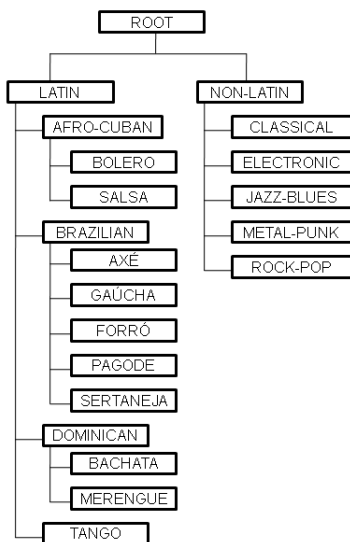 ROOT
LATIN
AFRO-CUBAN
BOLERO
SALSA
BRAZILIAN
AXÉ
GAÚCHA
FORRÓ
PAGODE
SERTANEJA
DOMINICAN
BACHATA
MERENGUE
TANGO
NON-LATIN
CLASSICAL
ELECTRONIC
JAZZ-BLUES
METAL-PUNK
ROCK-POP